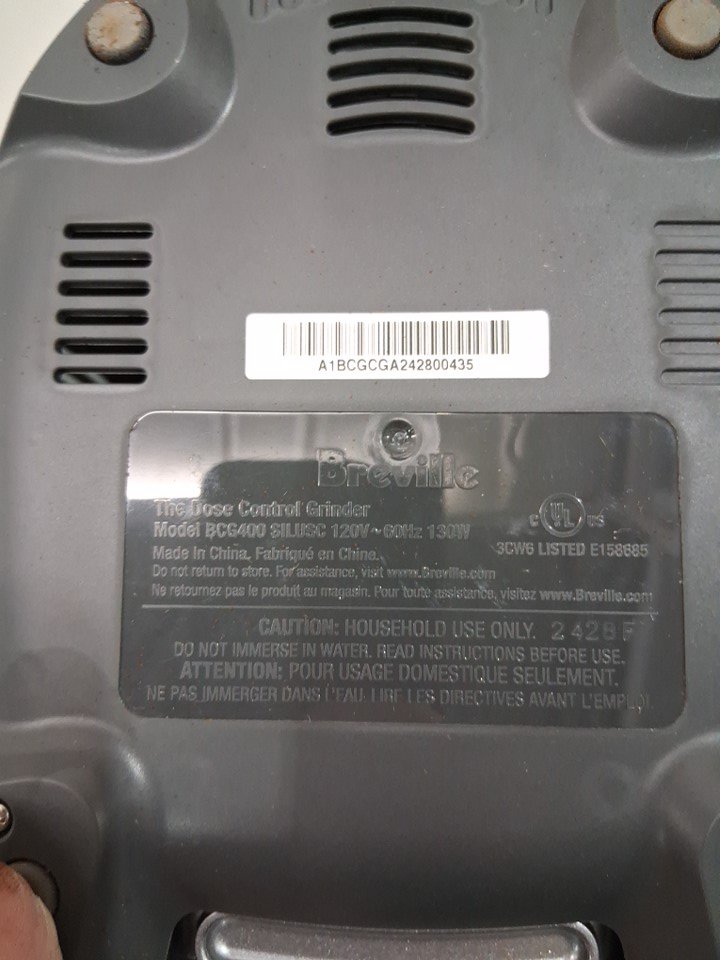 A1BCGCGA242800435
Breville
The Dose Control Grinder
Model BCG400 SILUSC 120V~60Hz 130W
Made in China. Fabriqué en Chine.
Do not return to store. For assistance, visit www.Breville.com
Ne retournez pas le produit au magasin. Pour toute assistance, visitez www.Breville.com
c UL us
3CW6 LISTED E158685
CAUTION: HOUSEHOLD USE ONLY. 2428F
DO NOT IMMERSE IN WATER. READ INSTRUCTIONS BEFORE USE.
ATTENTION: POUR USAGE DOMESTIQUE SEULEMENT.
NE PAS IMMERGER DANS L'EAU. LIRE LES DIRECTIVES AVANT L'EMPLOI.